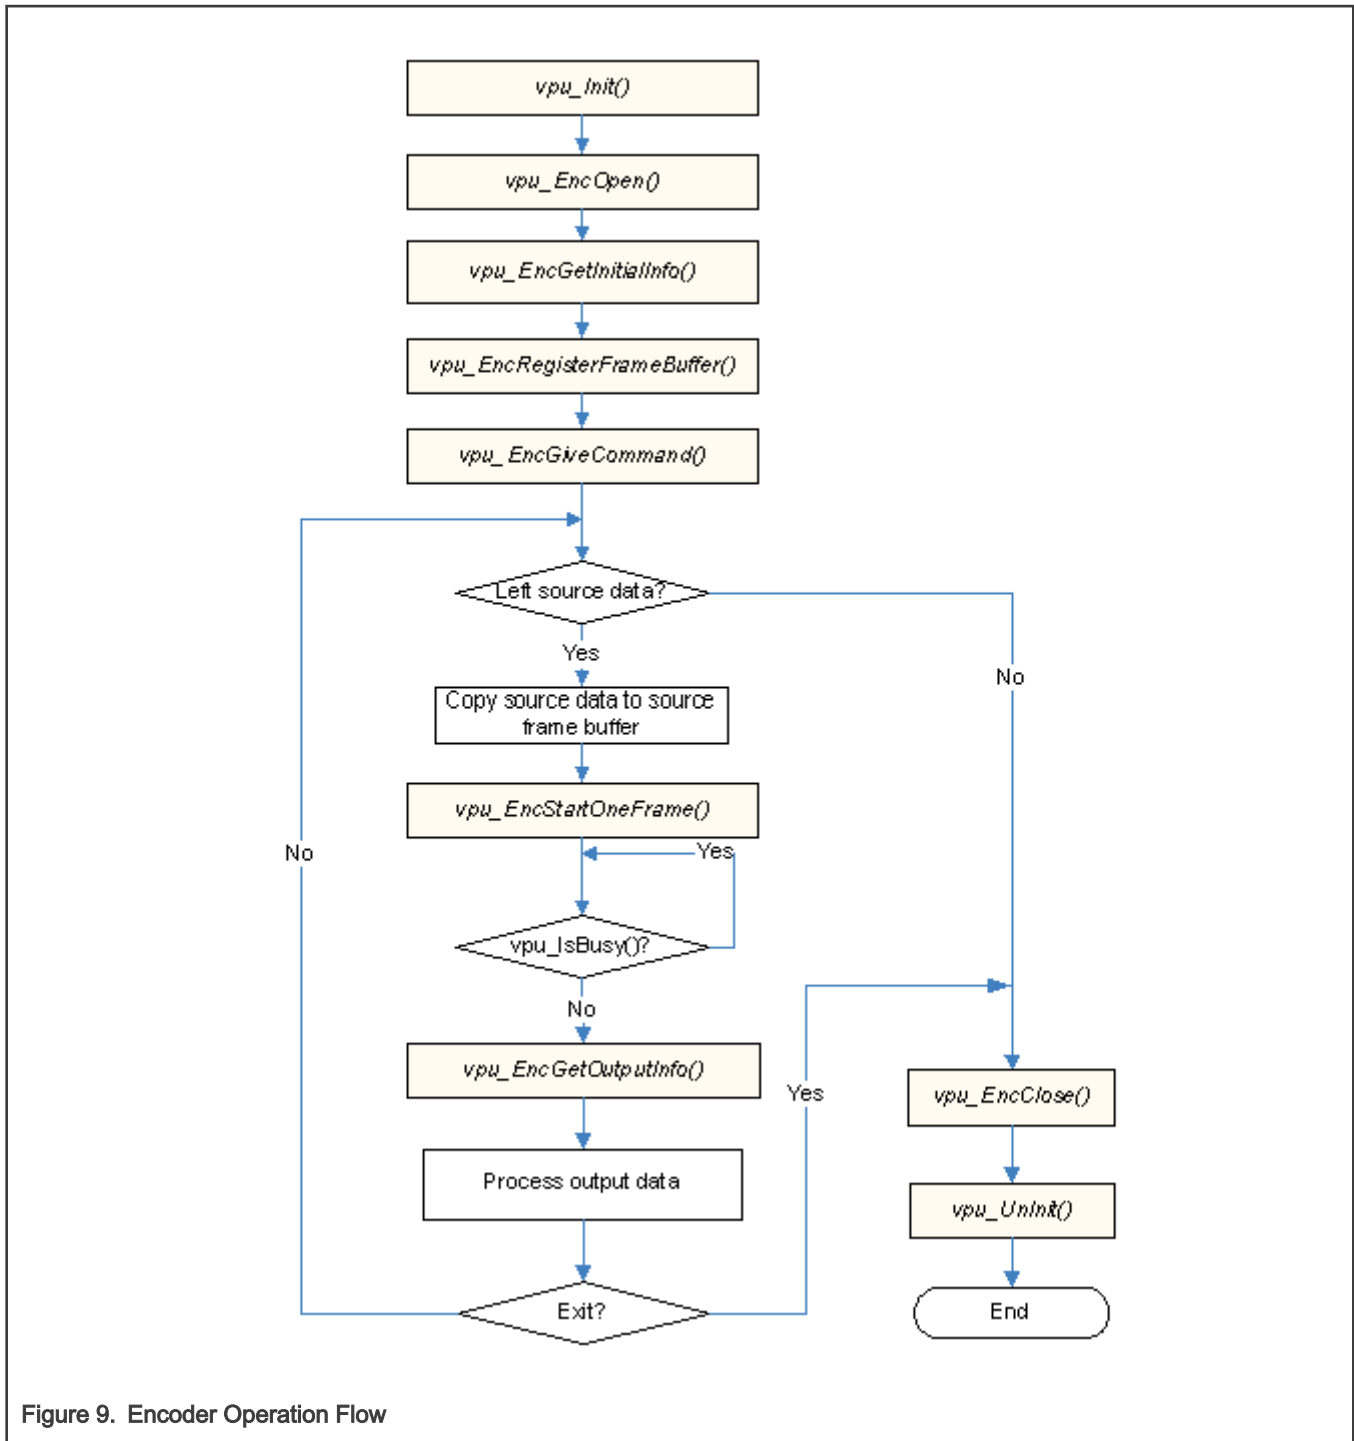 vpu_Init()
vpu_EncOpen()
vpu_EncGetInitialInfo()
vpu_EncRegisterFrameBuffer()
vpu_EncGiveCommand()
Left source data?
Yes
No
Copy source data to source
frame buffer
vpu_EncStartOneFrame()
No
Yes
vpu_IsBusy()?
No
vpu_EncGetOutputInfo()
Yes
vpu_EncClose()
Process output data
vpu_UnInit()
Exit?
End
Figure 9. Encoder Operation Flow